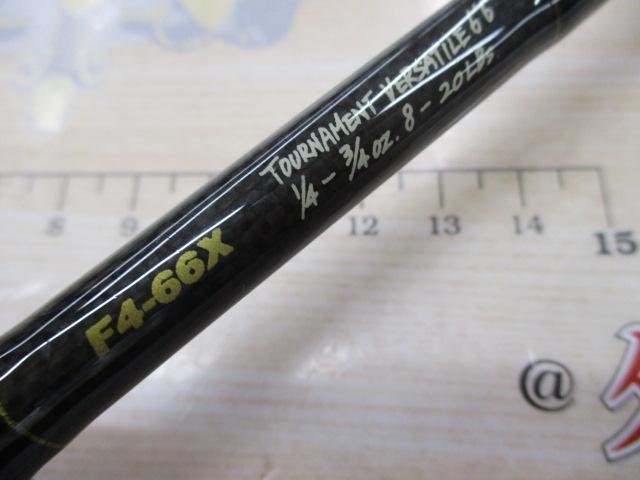 TOURNAMENT VERSATILE 66
1/4 - 3/4 oz. 8 - 20LBS
F4-66X
8 9 12 13 14 15
@